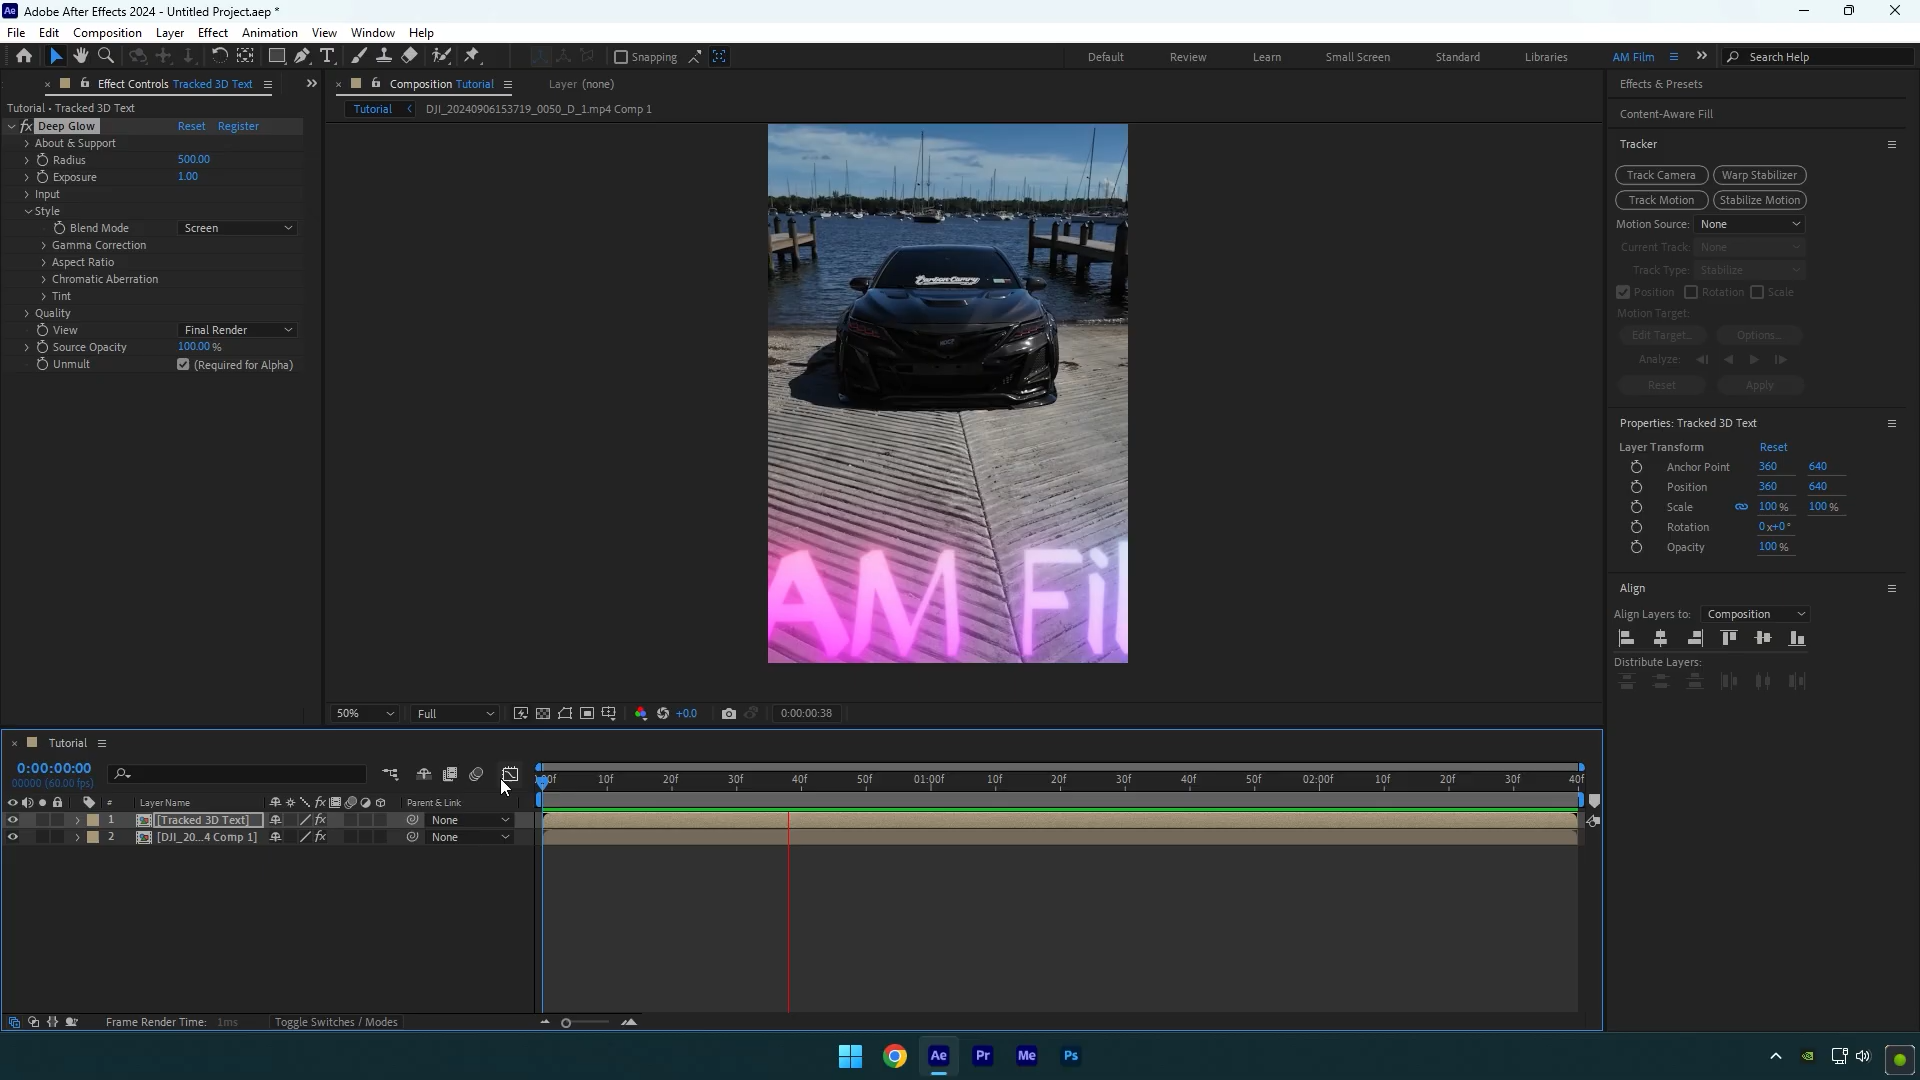 Adobe After Effects 2024 - Untitled Project.aep *
File Edit Composition Layer Effect Animation View Window Help
Snapping
Default Review Learn Small Screen Standard Libraries AM Film
Search Help
Effect Controls Tracked 3D Text
Tutorial • Tracked 3D Text
fx Deep Glow Reset Register
About & Support
Radius 500.00
Exposure 1.00
Input
Style
Blend Mode Screen
Gamma Correction
Aspect Ratio
Chromatic Aberration
Tint
Quality
View Final Render
Source Opacity 100.00 %
Unmult (Required for Alpha)
Composition Tutorial
Layer (none)
Tutorial DJI_20240906153719_0050_D_1.mp4 Comp 1
AM Fil
50% Full +0.0 0:00:00:38
Effects & Presets
Content-Aware Fill
Tracker
Track Camera Warp Stabilizer
Track Motion Stabilize Motion
Motion Source: None
Current Track: None
Track Type: Stabilize
Position Rotation Scale
Motion Target:
Edit Target... Options...
Analyze:
Reset Apply
Properties: Tracked 3D Text
Layer Transform Reset
Anchor Point 360 640
Position 360 640
Scale 100 % 100 %
Rotation 0 x+0 °
Opacity 100 %
Align
Align Layers to: Composition
Distribute Layers:
Tutorial
0:00:00:00
00000 (60.00 fps)
10f 20f 30f 40f 50f 01:00f 10f 20f 30f 40f 50f 02:00f 10f 20f 30f 40f
# Layer Name fx Parent & Link
1 [Tracked 3D Text] fx None
2 [DJI_20...4 Comp 1] fx None
Frame Render Time: 1ms Toggle Switches / Modes
Ae Pr Me Ps